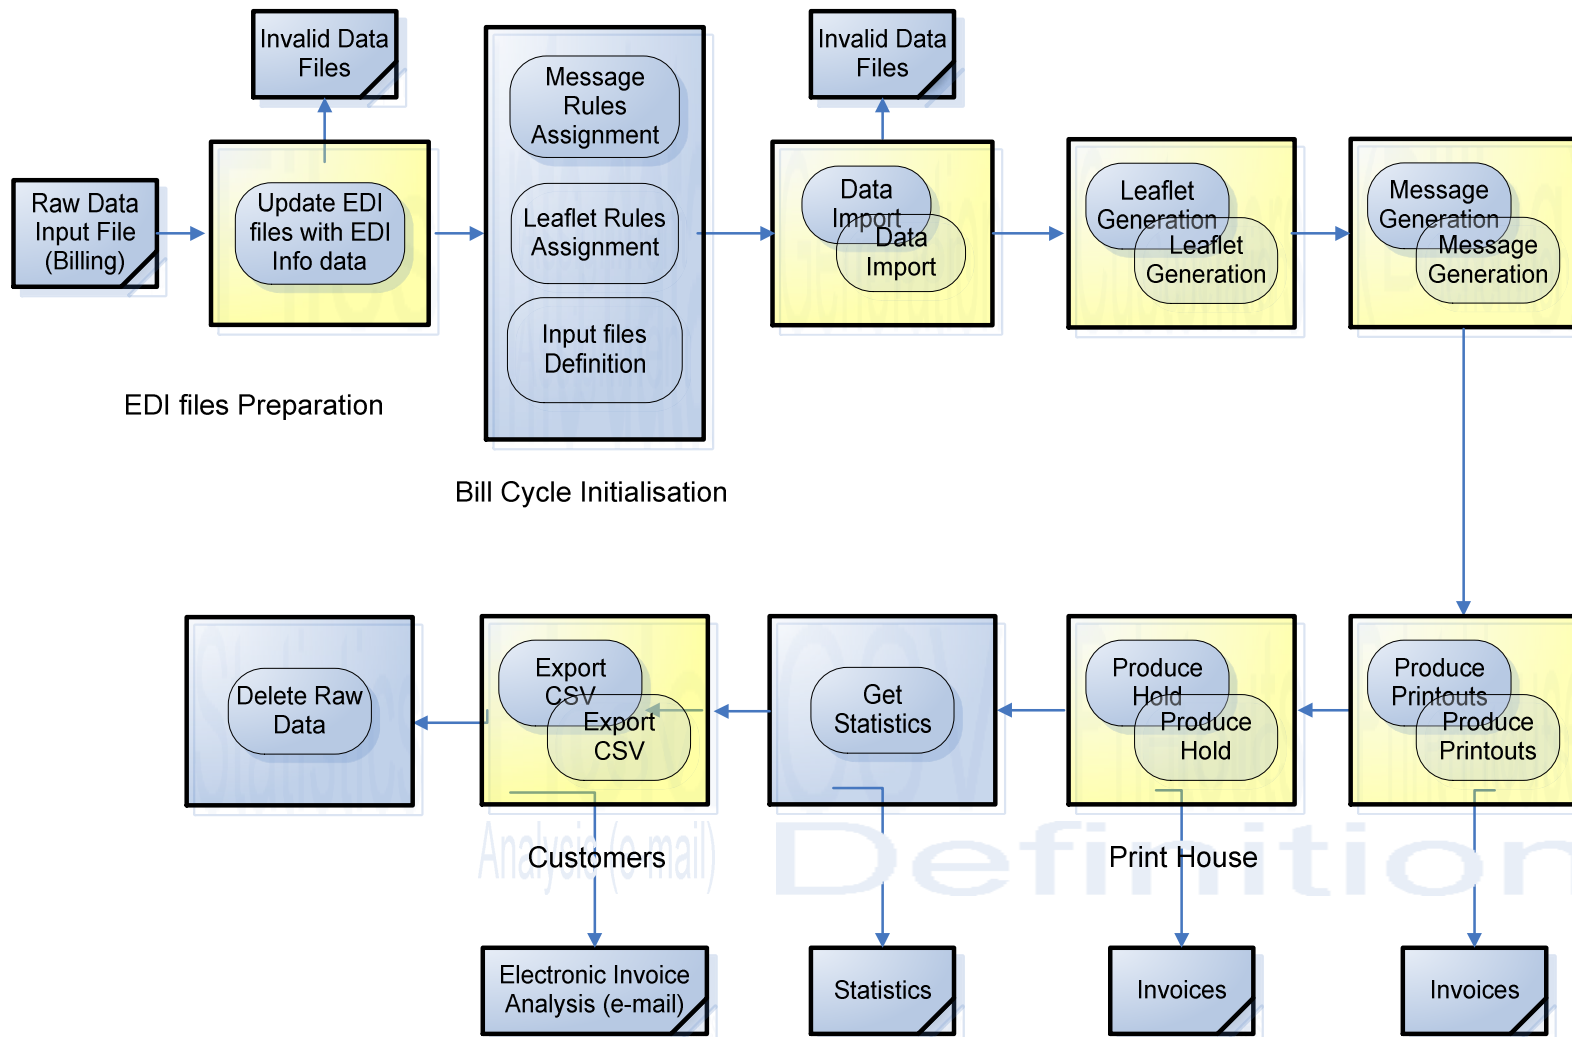 Invalid Data
Files
Invalid Data
Files
Message
Rules
Assignment
Raw Data
Input File
(Billing)
Update EDI
files with EDI
Info data
Leaflet Rules
Assignment
Input files
Definition
Data
Import
Data
Import
Leaflet
Generation
Leaflet
Generation
Message
Generation
Message
Generation
EDI files Preparation
Bill Cycle Initialisation
Delete Raw
Data
Export
CSV
Export
CSV
Get
Statistics
Produce
Hold
Produce
Hold
Produce
Printouts
Produce
Printouts
Analysis (e-mail)
Definition
Customers
Print House
Electronic Invoice
Analysis (e-mail)
Statistics
Invoices
Invoices